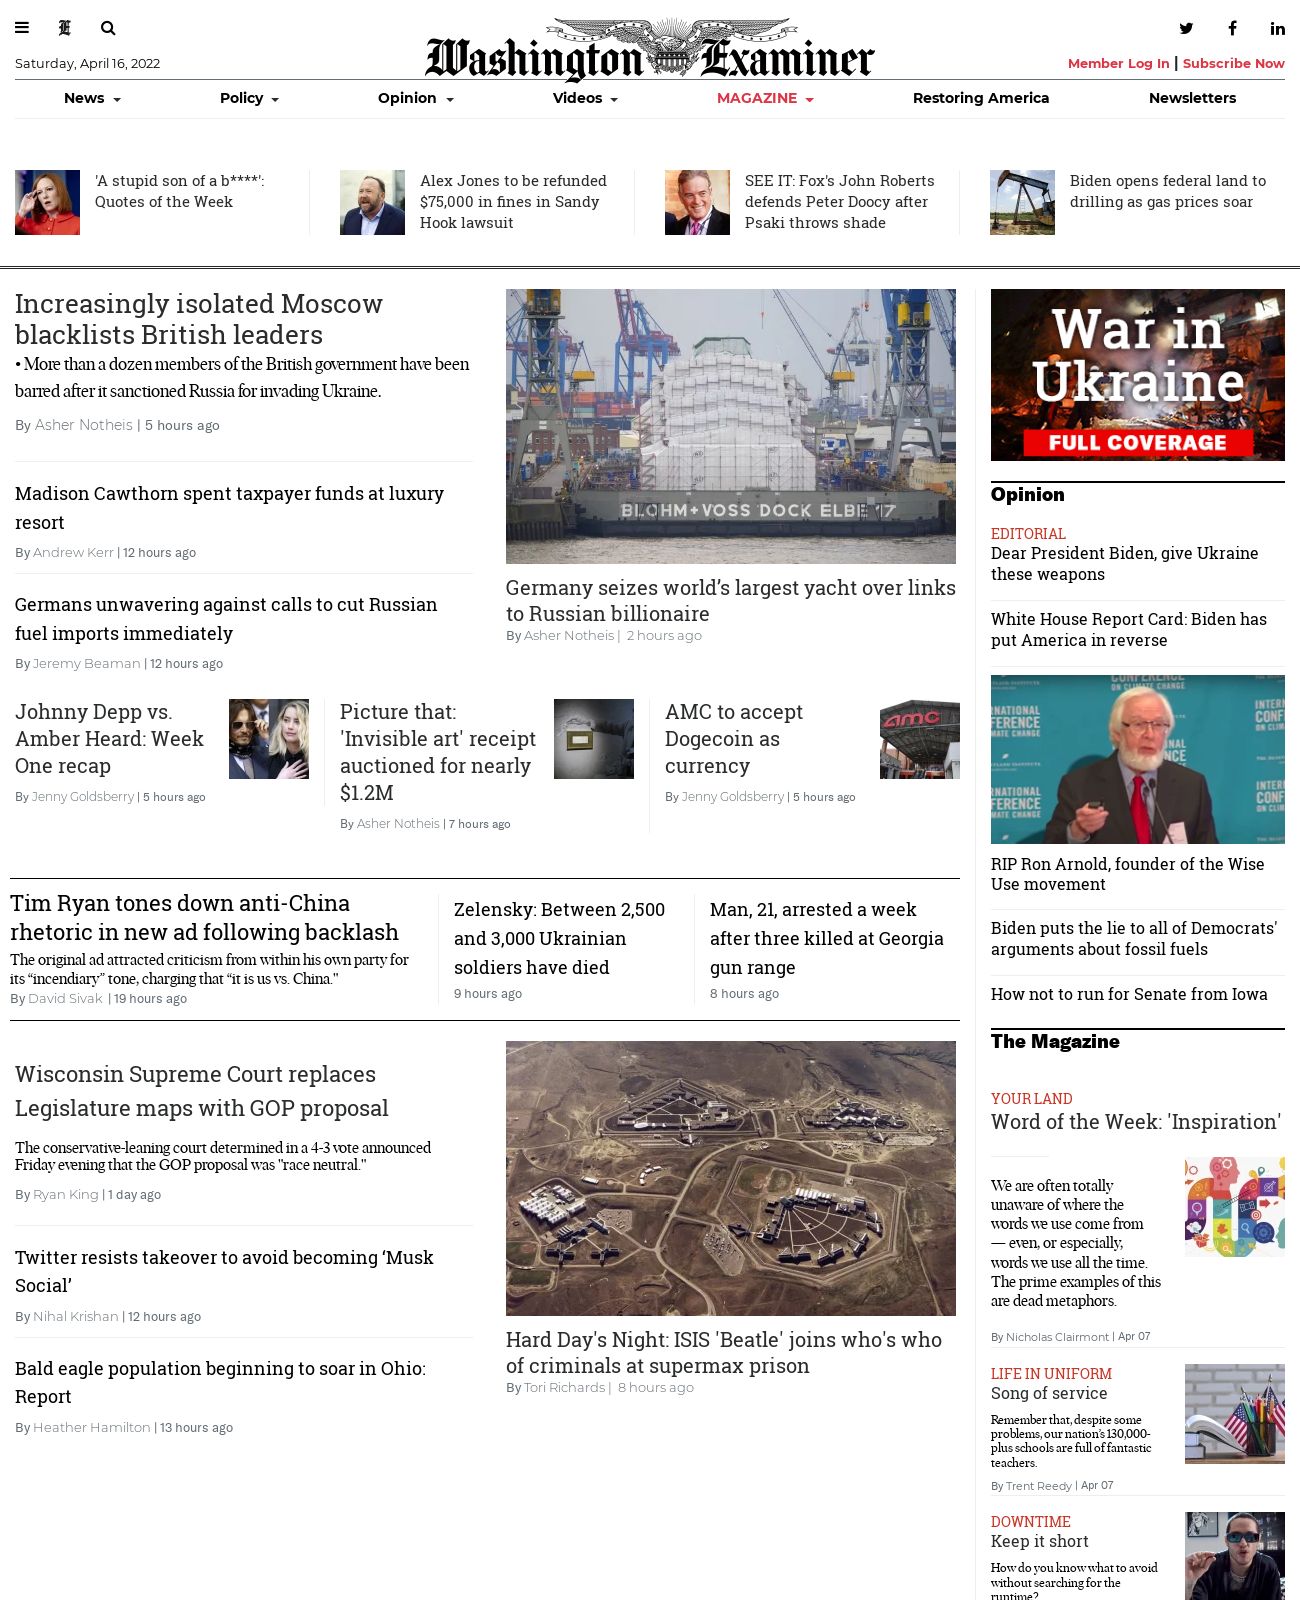 Washington Examiner
Saturday, April 16, 2022
Member Log In | Subscribe Now
News
Policy
Opinion
Videos
MAGAZINE
Restoring America
Newsletters
'A stupid son of a b****':
Quotes of the Week
Alex Jones to be refunded
$75,000 in fines in Sandy
Hook lawsuit
SEE IT: Fox's John Roberts
defends Peter Doocy after
Psaki throws shade
Biden opens federal land to
drilling as gas prices soar
Increasingly isolated Moscow
blacklists British leaders
• More than a dozen members of the British government have been
barred after it sanctioned Russia for invading Ukraine.
By Asher Notheis | 5 hours ago
Madison Cawthorn spent taxpayer funds at luxury
resort
By Andrew Kerr | 12 hours ago
Germans unwavering against calls to cut Russian
fuel imports immediately
By Jeremy Beaman | 12 hours ago
BLOHM+VOSS DOCK ELBE 17
Germany seizes world’s largest yacht over links
to Russian billionaire
By Asher Notheis | 2 hours ago
Johnny Depp vs.
Amber Heard: Week
One recap
By Jenny Goldsberry | 5 hours ago
Picture that:
'Invisible art' receipt
auctioned for nearly
$1.2M
By Asher Notheis | 7 hours ago
AMC to accept
Dogecoin as
currency
By Jenny Goldsberry | 5 hours ago
amc
Tim Ryan tones down anti-China
rhetoric in new ad following backlash
The original ad attracted criticism from within his own party for
its “incendiary” tone, charging that “it is us vs. China."
By David Sivak | 19 hours ago
Zelensky: Between 2,500
and 3,000 Ukrainian
soldiers have died
9 hours ago
Man, 21, arrested a week
after three killed at Georgia
gun range
8 hours ago
Wisconsin Supreme Court replaces
Legislature maps with GOP proposal
The conservative-leaning court determined in a 4-3 vote announced
Friday evening that the GOP proposal was "race neutral."
By Ryan King | 1 day ago
Twitter resists takeover to avoid becoming ‘Musk
Social’
By Nihal Krishan | 12 hours ago
Bald eagle population beginning to soar in Ohio:
Report
By Heather Hamilton | 13 hours ago
Hard Day's Night: ISIS 'Beatle' joins who's who
of criminals at supermax prison
By Tori Richards | 8 hours ago
War in
Ukraine
FULL COVERAGE
Opinion
EDITORIAL
Dear President Biden, give Ukraine
these weapons
White House Report Card: Biden has
put America in reverse
RIP Ron Arnold, founder of the Wise
Use movement
Biden puts the lie to all of Democrats'
arguments about fossil fuels
How not to run for Senate from Iowa
The Magazine
YOUR LAND
Word of the Week: 'Inspiration'
We are often totally
unaware of where the
words we use come from
— even, or especially,
words we use all the time.
The prime examples of this
are dead metaphors.
By Nicholas Clairmont | Apr 07
LIFE IN UNIFORM
Song of service
Remember that, despite some
problems, our nation’s 130,000-
plus schools are full of fantastic
teachers.
By Trent Reedy | Apr 07
DOWNTIME
Keep it short
How do you know what to avoid
without searching for the
runtime?